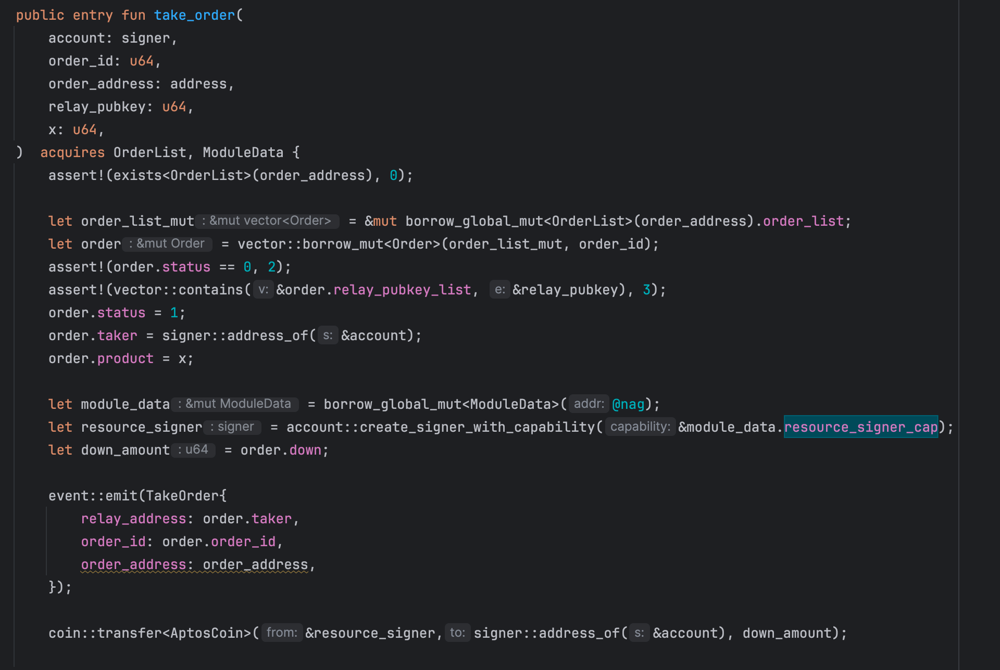 public entry fun take_order(
    account: signer,
    order_id: u64,
    order_address: address,
    relay_pubkey: u64,
    x: u64,
)  acquires OrderList, ModuleData {
    assert!(exists<OrderList>(order_address), 0);
    let order_list_mut : &mut vector<Order> = &mut borrow_global_mut<OrderList>(order_address).order_list;
    let order : &mut Order = vector::borrow_mut<Order>(order_list_mut, order_id);
    assert!(order.status == 0, 2);
    assert!(vector::contains( v: &order.relay_pubkey_list, e: &relay_pubkey), 3);
    order.status = 1;
    order.taker = signer::address_of( s: &account);
    order.product = x;
    let module_data : &mut ModuleData = borrow_global_mut<ModuleData>( addr: @nag);
    let resource_signer : signer = account::create_signer_with_capability( capability: &module_data.resource_signer_cap);
    let down_amount : u64 = order.down;
    event::emit(TakeOrder{
        relay_address: order.taker,
        order_id: order.order_id,
        order_address: order_address,
    });
    coin::transfer<AptosCoin>( from: &resource_signer, to: signer::address_of( s: &account), down_amount);